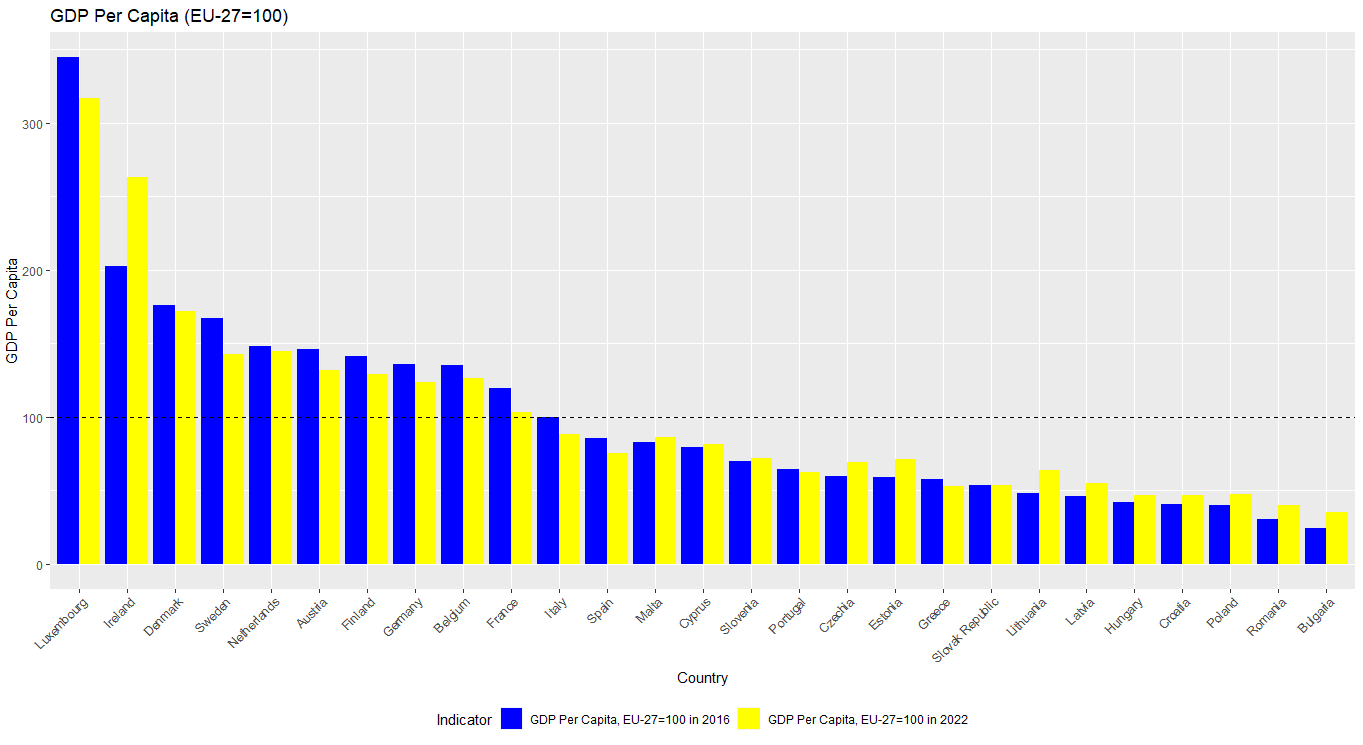 GDP Per Capita (EU-27=100)
GDP Per Capita
300
200
100
0
Luxembourg
Ireland
Denmark
Sweden
Netherlands
Austria
Finland
Germany
Belgium
France
Italy
Spain
Malta
Cyprus
Slovenia
Portugal
Czechia
Estonia
Greece
Slovak Republic
Lithuania
Latvia
Hungary
Croatia
Poland
Romania
Bulgaria
Country
Indicator GDP Per Capita, EU-27=100 in 2016 GDP Per Capita, EU-27=100 in 2022